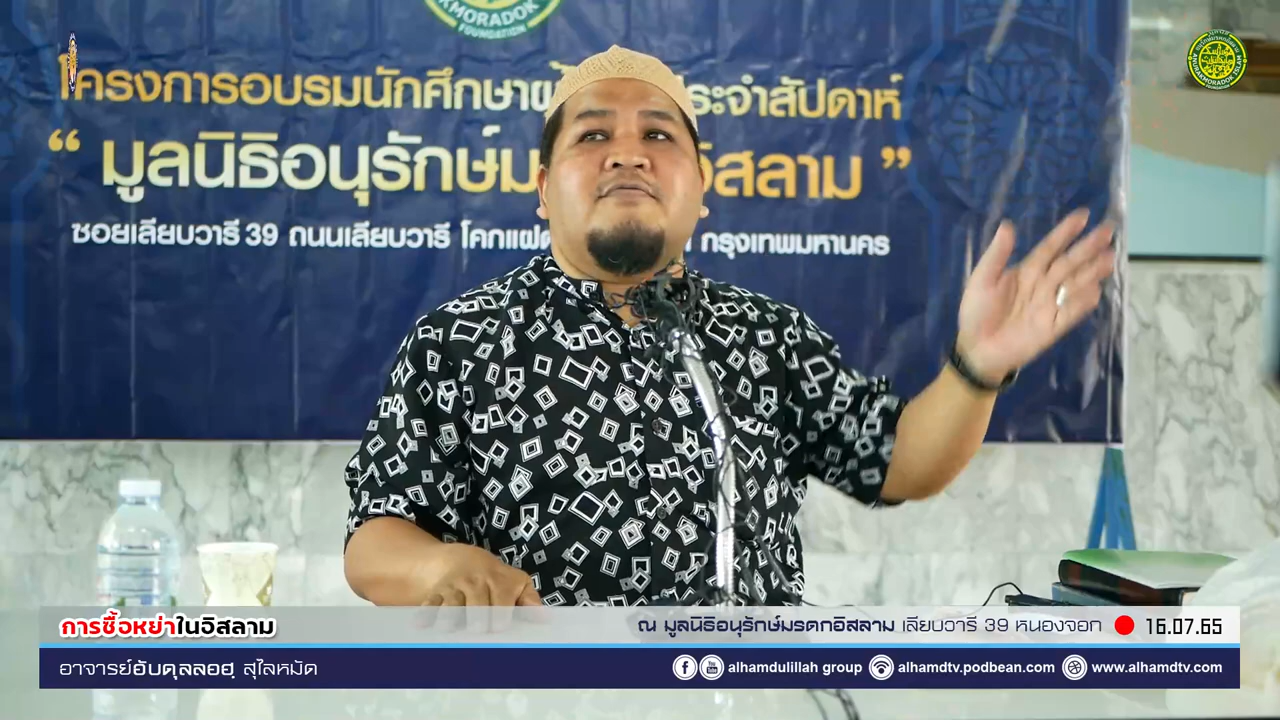 MORADOK
FOUNDATION
โครงการอบรมนักศึกษาผู้ ระจำสัปดาห์
“ มูลนิธิอนุรักษ์ม อิสลาม ”
ซอยเลียบวารี 39 ถนนเลียบวารี โคกแฝด กรุงเทพมหานคร
ANURAKMORADOK ISLAM
FOUNDATION
การซื้อหย่าในอิสลาม
ณ มูลนิธิอนุรักษ์มรดกอิสลาม เลียบวารี 39 หนองจอก 16.07.65
อาจารย์อับดุลลอฮฺ สุไลหมัด
alhamdulillah group alhamdtv.podbean.com www.alhamdtv.com